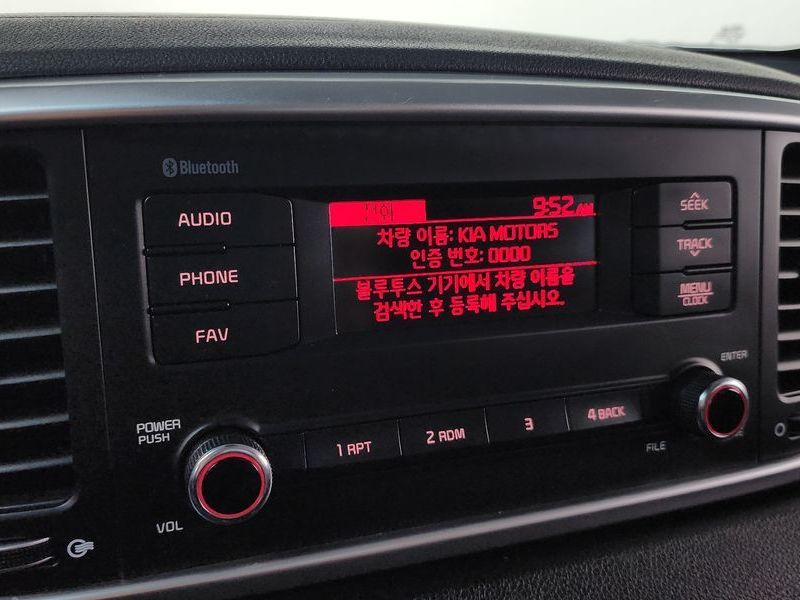 Bluetooth
AUDIO
PHONE
FAV
전화
9:52 AM
차량 이름: KIA MOTORS
인증 번호: 0000
블루투스 기기에서 차량 이름을
검색한 후 등록해 주십시오.
SEEK
TRACK
MENU
CLOCK
POWER
PUSH
VOL
1 RPT
2 RDM
3
4 BACK
ENTER
FILE